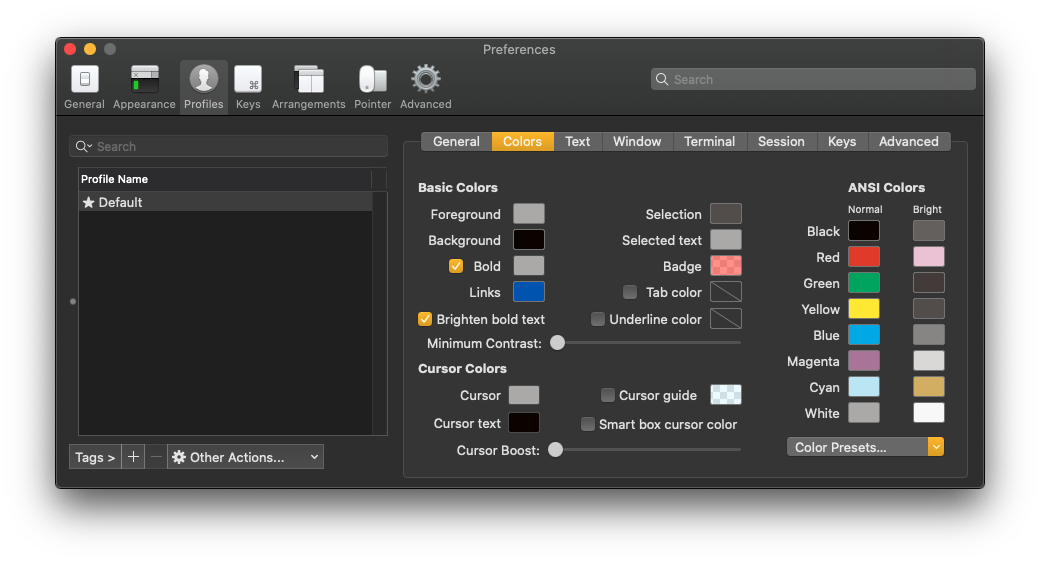 Preferences
General Appearance Profiles Keys Arrangements Pointer Advanced
Search
Search
Profile Name
Default
Tags > Other Actions...
General Colors Text Window Terminal Session Keys Advanced
Basic Colors
Foreground
Background
Bold
Links
Brighten bold text
Selection
Selected text
Badge
Tab color
Underline color
Minimum Contrast:
Cursor Colors
Cursor
Cursor text
Cursor guide
Smart box cursor color
Cursor Boost:
ANSI Colors
Normal Bright
Black
Red
Green
Yellow
Blue
Magenta
Cyan
White
Color Presets...